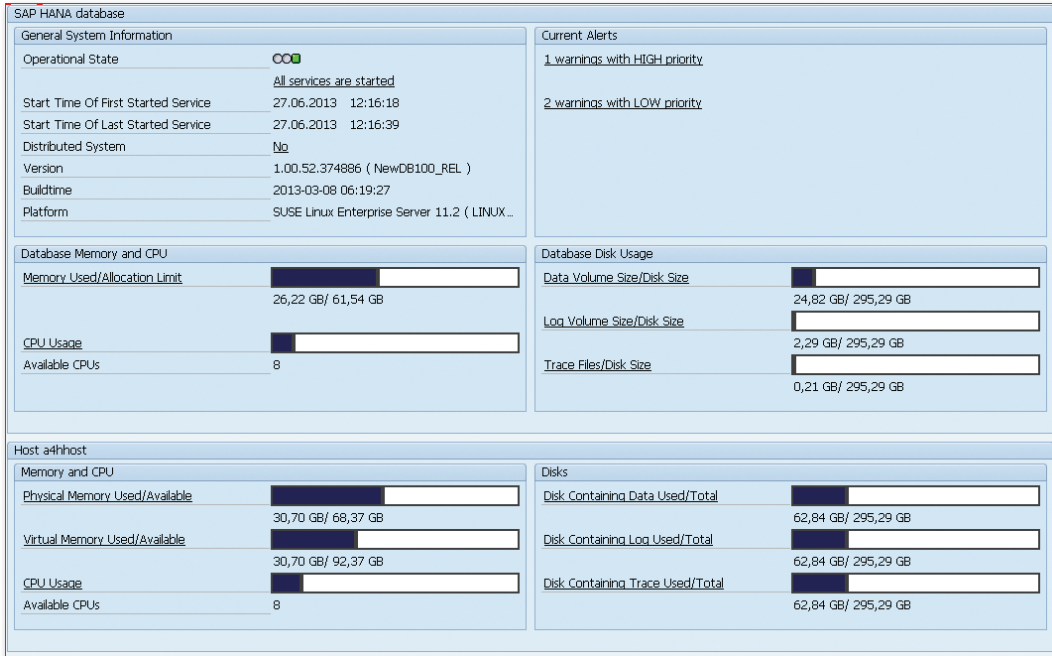 SAP HANA database
General System Information
Operational State
All services are started
Start Time Of First Started Service 27.06.2013 12:16:18
Start Time Of Last Started Service 27.06.2013 12:16:39
Distributed System No
Version 1.00.52.374886 ( NewDB100_REL )
Buildtime 2013-03-08 06:19:27
Platform SUSE Linux Enterprise Server 11.2 ( LINUX...
Current Alerts
1 warnings with HIGH priority
2 warnings with LOW priority
Database Memory and CPU
Memory Used/Allocation Limit
26,22 GB/ 61,54 GB
CPU Usage
Available CPUs 8
Database Disk Usage
Data Volume Size/Disk Size
24,82 GB/ 295,29 GB
Log Volume Size/Disk Size
2,29 GB/ 295,29 GB
Trace Files/Disk Size
0,21 GB/ 295,29 GB
Host a4hhost
Memory and CPU
Physical Memory Used/Available
30,70 GB/ 68,37 GB
Virtual Memory Used/Available
30,70 GB/ 92,37 GB
CPU Usage
Available CPUs 8
Disks
Disk Containing Data Used/Total
62,84 GB/ 295,29 GB
Disk Containing Log Used/Total
62,84 GB/ 295,29 GB
Disk Containing Trace Used/Total
62,84 GB/ 295,29 GB